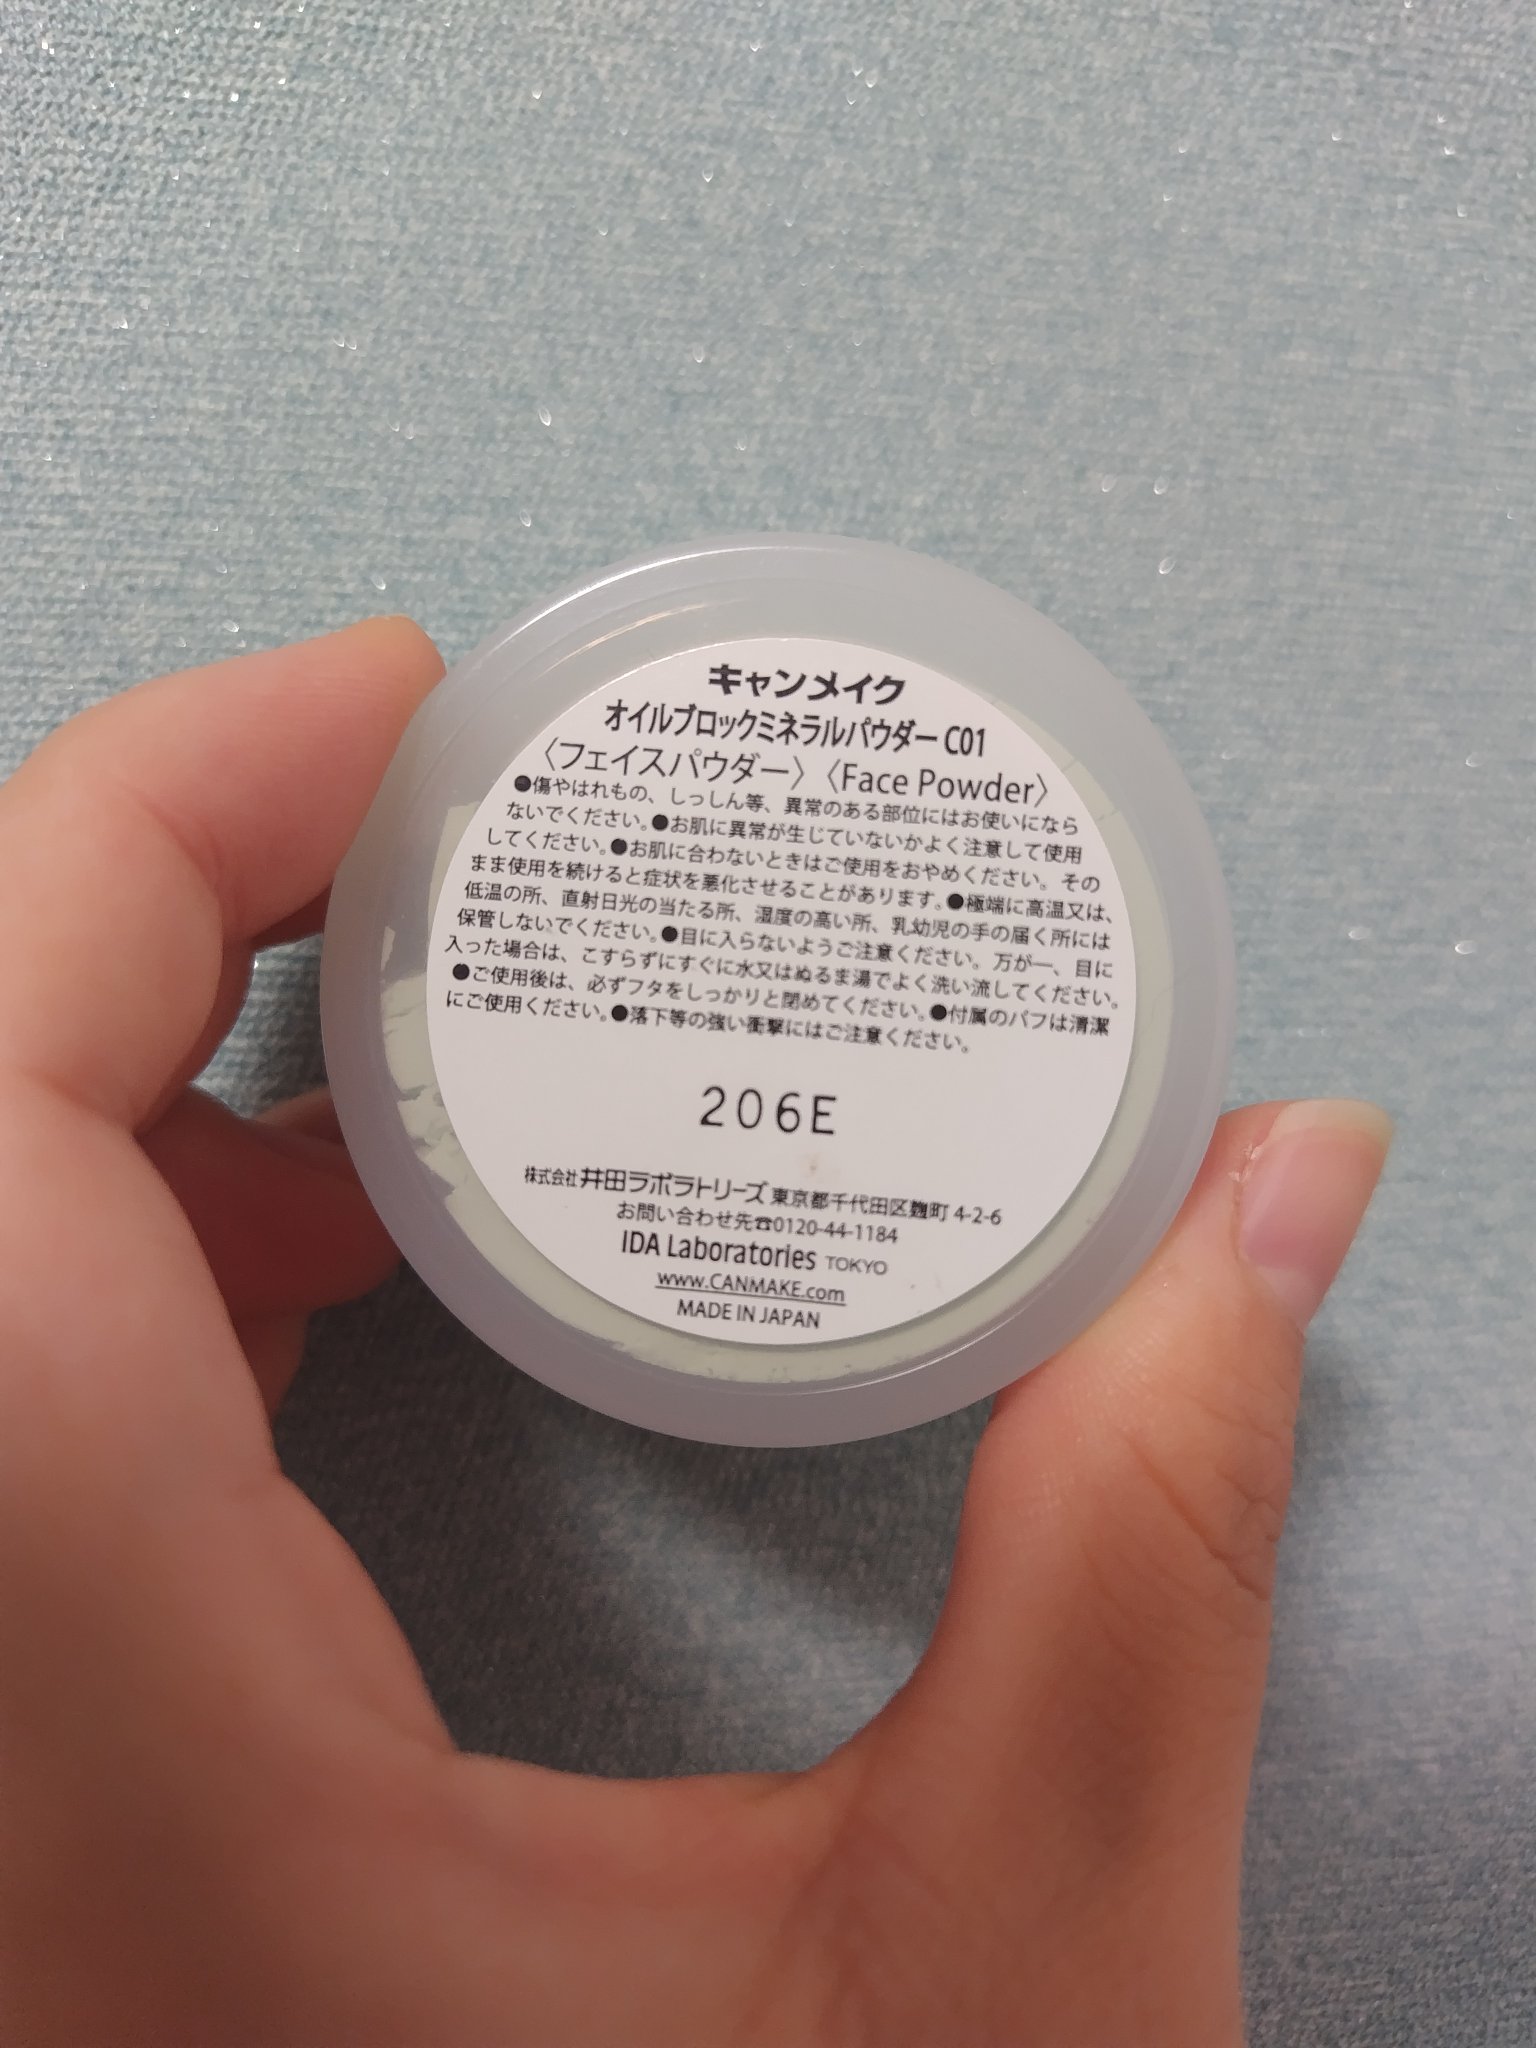 キャンメイク
オイルブロックミネラルパウダー C01
〈フェイスパウダー〉〈Face Powder〉
●傷やはれもの、しっしん等、異常のある部位にはお使いになら
ないでください。●お肌に異常が生じていないかよく注意して使用
してください。●お肌に合わないときはご使用をおやめください。その
まま使用を続けると症状を悪化させることがあります。●極端に高温又は、
低温の所、直射日光の当たる所、湿度の高い所、乳幼児の手の届く所には
保管しないでください。●目に入らないようご注意ください。万が一、目に
入った場合は、こすらずにすぐに水又はぬるま湯でよく洗い流してください。
●ご使用後は、必ずフタをしっかりと閉めてください。●付属のパフは清潔
にご使用ください。●落下等の強い衝撃にはご注意ください。
206E
株式会社井田ラボラトリーズ 東京都千代田区麹町 4-2-6
お問い合わせ先☎0120-44-1184
IDA Laboratories TOKYO
www.CANMAKE.com
MADE IN JAPAN